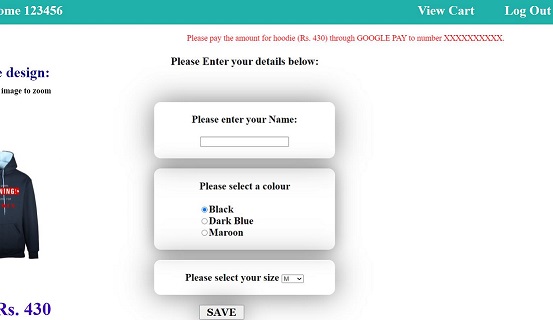 ome 123456 View Cart Log Out
Please pay the amount for hoodie (Rs. 430) through GOOGLE PAY to number XXXXXXXXXX.
Please Enter your details below:
e design:
image to zoom
Please enter your Name:
Please select a colour
Black
Dark Blue
Maroon
NING!
Please select your size M
Rs. 430
SAVE